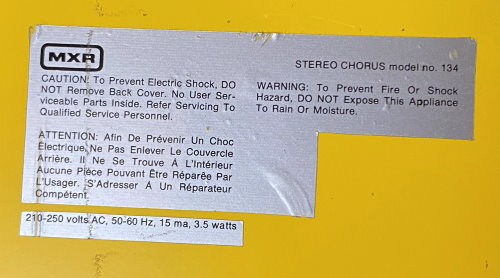 MXR
STEREO CHORUS model no. 134
CAUTION: To Prevent Electric Shock, DO
NOT Remove Back Cover. No User Ser-
viceable Parts Inside. Refer Servicing To
Qualified Service Personnel.
WARNING: To Prevent Fire Or Shock
Hazard, DO NOT Expose This Appliance
To Rain Or Moisture.
ATTENTION: Afin De Prévenir Un Choc
Électrique, Ne Pas Enlever Le Couvercle
Arrière. Il Ne Se Trouve À L'Intérieur
Aucune Pièce Pouvant Être Réparée Par
L'Usager. S'Adresser À Un Réparateur
Compétent.
210-250 volts AC, 50-60 Hz, 15 ma, 3.5 watts